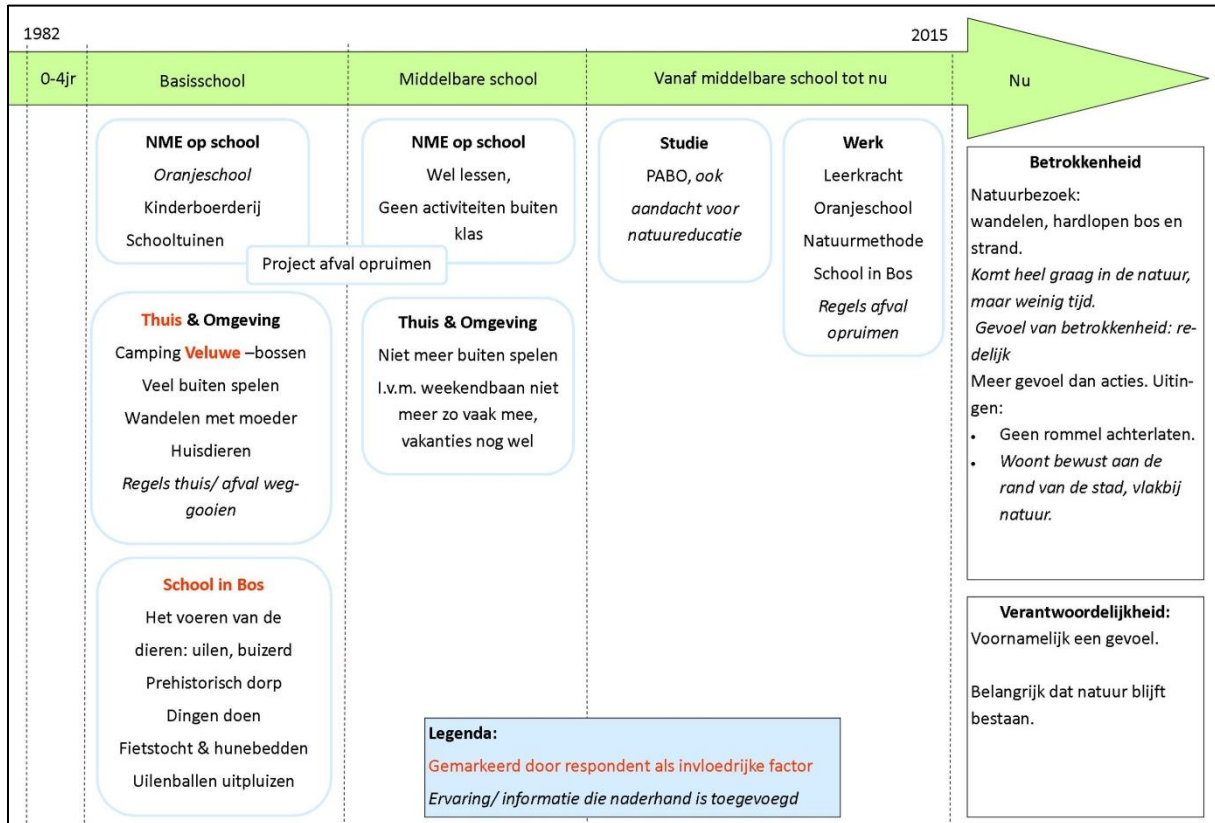 1982
2015
0-4jr
Basisschool
Middelbare school
Vanaf middelbare school tot nu
Nu
NME op school
Oranjeschool
Kinderboerderij
Schooltuinen
NME op school
Wel lessen,
Geen activiteiten buiten
klas
Project afval opruimen
Studie
PABO, ook
aandacht voor
natuureducatie
Werk
Leerkracht
Oranjeschool
Natuurmethode
School in Bos
Regels afval
opruimen
Thuis & Omgeving
Camping Veluwe –bossen
Veel buiten spelen
Wandelen met moeder
Huisdieren
Regels thuis/ afval weg-
gooien
Thuis & Omgeving
Niet meer buiten spelen
I.v.m. weekendbaan niet
meer zo vaak mee,
vakanties nog wel
School in Bos
Het voeren van de
dieren: uilen, buizerd
Prehistorisch dorp
Dingen doen
Fietstocht & hunebedden
Uilenballen uitpluizen
Betrokkenheid
Natuurbezoek:
wandelen, hardlopen bos en
strand.
Komt heel graag in de natuur,
maar weinig tijd.
Gevoel van betrokkenheid: re-
delijk
Meer gevoel dan acties. Uitin-
gen:
• Geen rommel achterlaten.
• Woont bewust aan de
rand van de stad, vlakbij
natuur.
Verantwoordelijkheid:
Voornamelijk een gevoel.
Belangrijk dat natuur blijft
bestaan.
Legenda:
Gemarkeerd door respondent als invloedrijke factor
Ervaring/ informatie die naderhand is toegevoegd